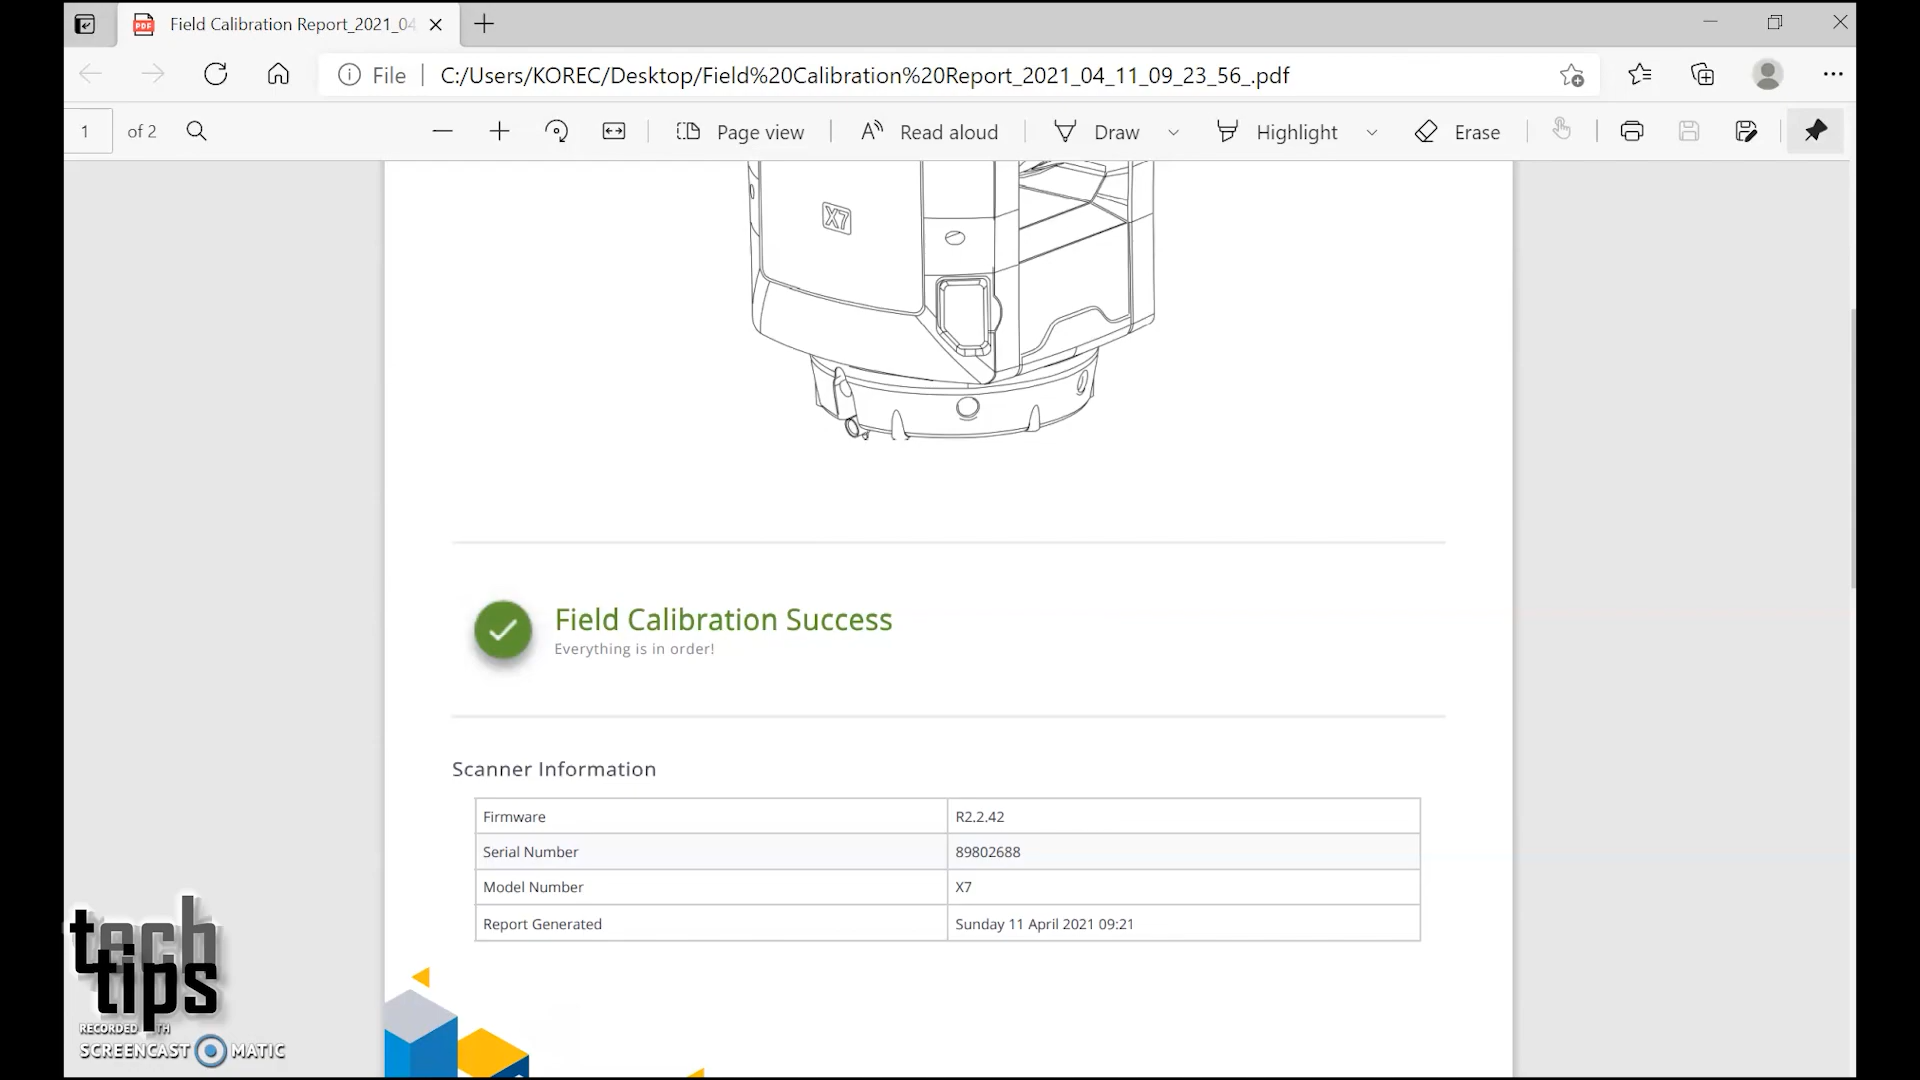 Field Calibration Report_2021_04
File
C:/Users/KOREC/Desktop/Field%20Calibration%20Report_2021_04_11_09_23_56_.pdf
1 of 2
Page view
Read aloud
Draw
Highlight
Erase
X7
Field Calibration Success
Everything is in order!
Scanner Information
Firmware R2.2.42
Serial Number 89802688
Model Number X7
Report Generated Sunday 11 April 2021 09:21
tech
tips
RECORDED TH
SCREENCAST MATIC